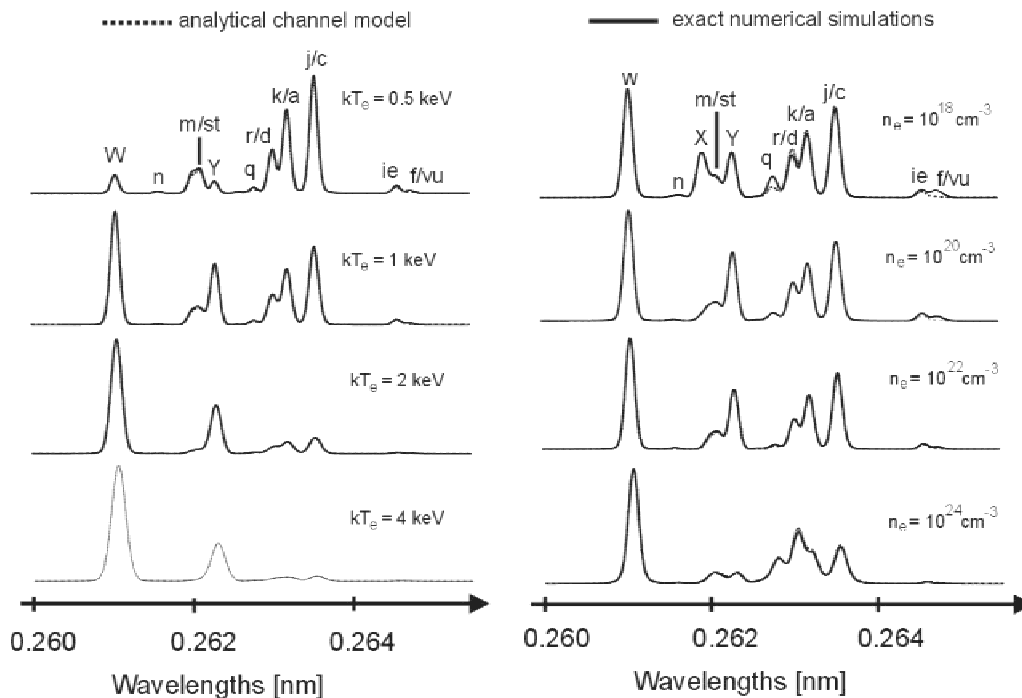 analytical channel model
exact numerical simulations
j/c
kTe = 0.5 keV
k/a
m/st
r/d
W
n
Y
q
ie
f/vu
kTe = 1 keV
kTe = 2 keV
kTe = 4 keV
0.260
0.262
0.264
Wavelengths [nm]
w
m/st
j/c
k/a
ne = 10^18 cm-3
X
Y
r/d
q
n
ie
f/vu
ne = 10^20 cm-3
ne = 10^22 cm-3
ne = 10^24 cm-3
0.260
0.262
0.264
Wavelengths [nm]